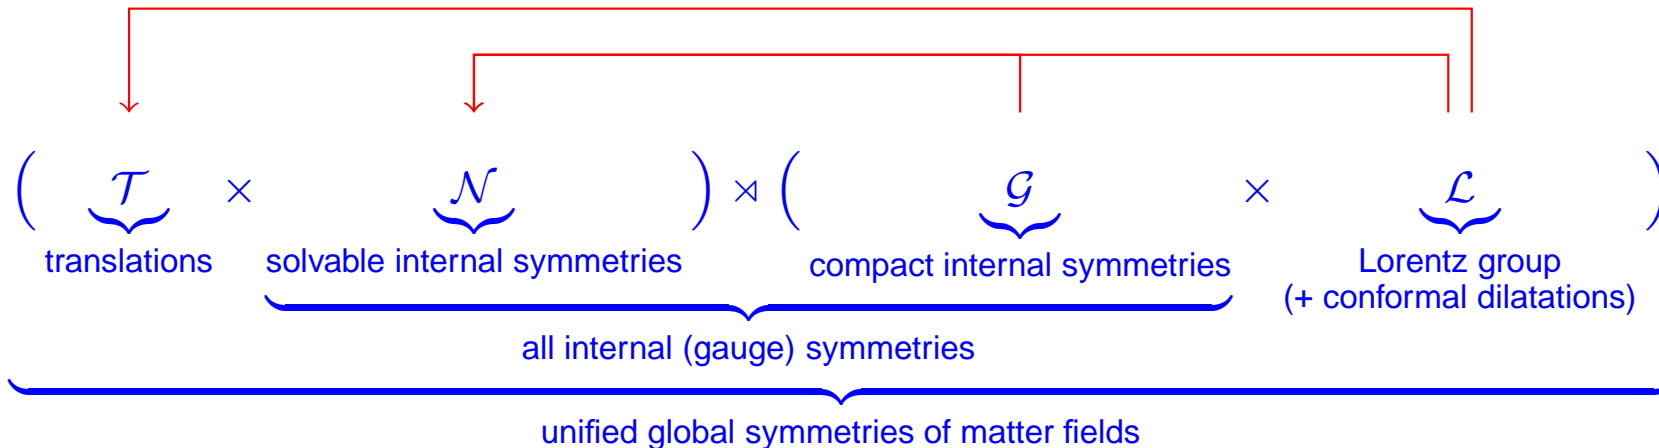 ( 𝒯 × 𝒩 ) ⋊ ( 𝒢 × ℒ )
translations solvable internal symmetries compact internal symmetries Lorentz group
(+ conformal dilatations)
all internal (gauge) symmetries
unified global symmetries of matter fields